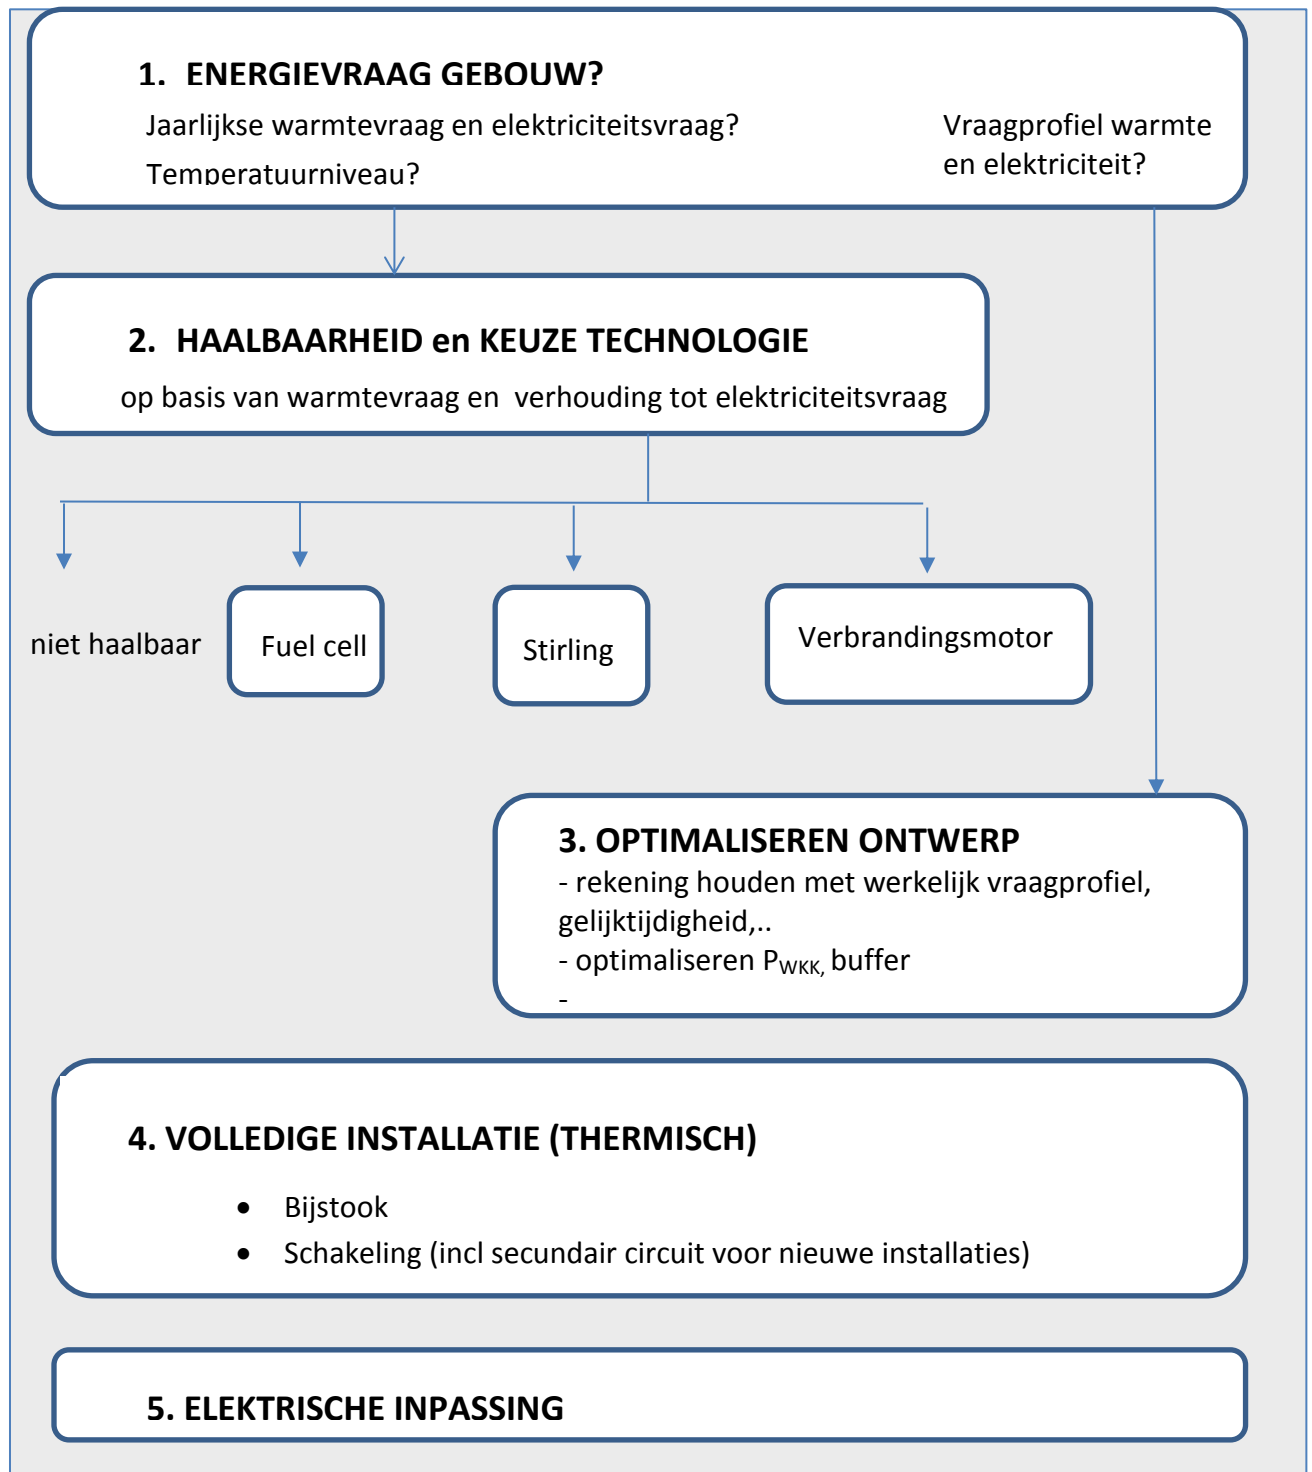 1. ENERGIEVRAAG GEBOUW?
Jaarlijkse warmtevraag en elektriciteitsvraag?
Temperatuurniveau?
Vraagprofiel warmte
en elektriciteit?
2. HAALBAARHEID en KEUZE TECHNOLOGIE
op basis van warmtevraag en verhouding tot elektriciteitsvraag
niet haalbaar
Fuel cell
Stirling
Verbrandingsmotor
3. OPTIMALISEREN ONTWERP
- rekening houden met werkelijk vraagprofiel,
gelijktijdigheid,..
- optimaliseren PWKK, buffer
-
4. VOLLEDIGE INSTALLATIE (THERMISCH)
• Bijstook
• Schakeling (incl secundair circuit voor nieuwe installaties)
5. ELEKTRISCHE INPASSING